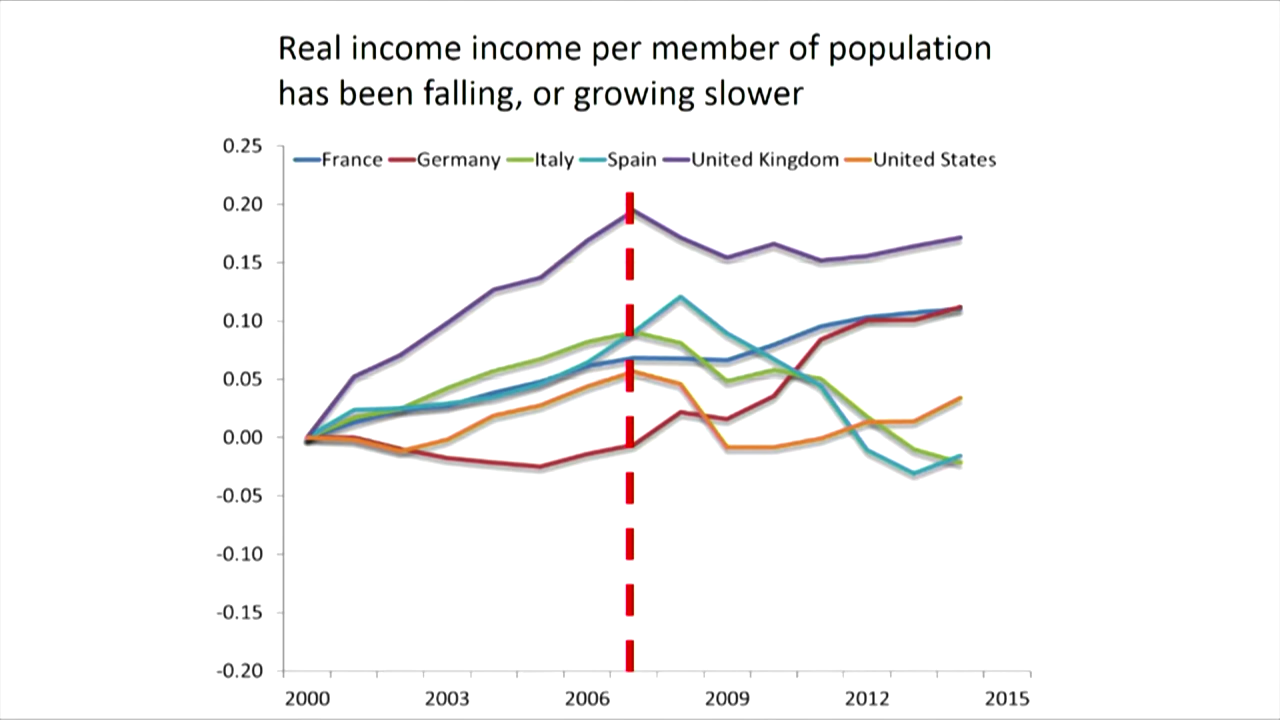 Real income income per member of population
has been falling, or growing slower
0.25
France Germany Italy Spain United Kingdom United States
0.20
0.15
0.10
0.05
0.00
-0.05
-0.10
-0.15
-0.20
2000 2003 2006 2009 2012 2015